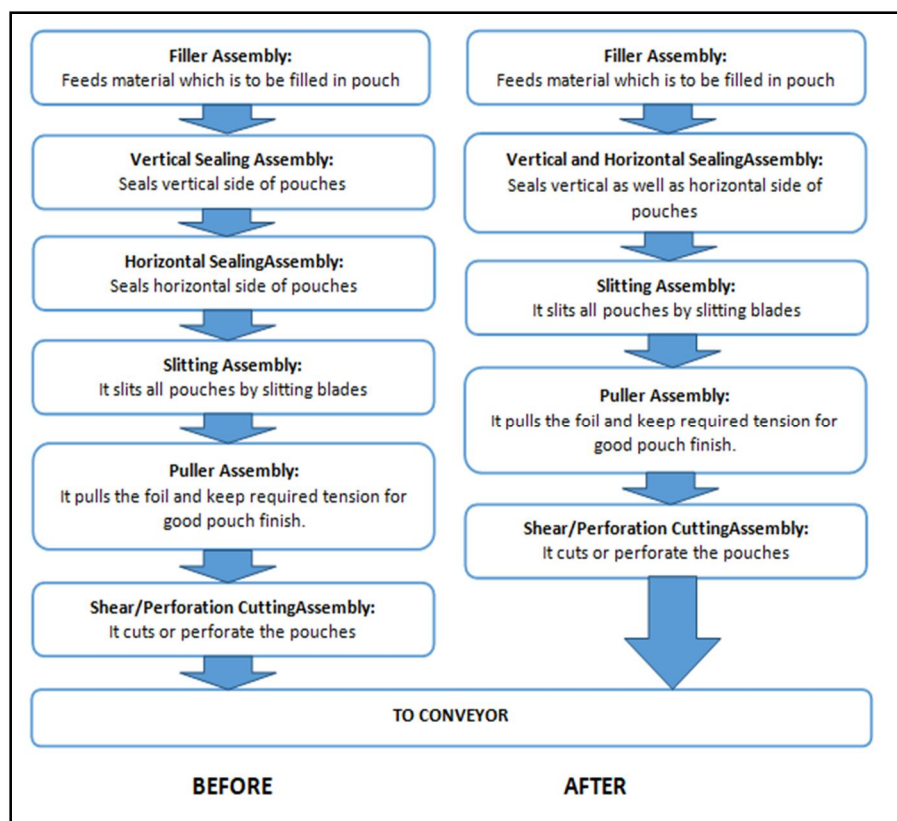 Filler Assembly:
Feeds material which is to be filled in pouch
Vertical Sealing Assembly:
Seals vertical side of pouches
Horizontal SealingAssembly:
Seals horizontal side of pouches
Slitting Assembly:
It slits all pouches by slitting blades
Puller Assembly:
It pulls the foil and keep required tension for
good pouch finish.
Shear/Perforation CuttingAssembly:
It cuts or perforate the pouches
Filler Assembly:
Feeds material which is to be filled in pouch
Vertical and Horizontal SealingAssembly:
Seals vertical as well as horizontal side of
pouches
Slitting Assembly:
It slits all pouches by slitting blades
Puller Assembly:
It pulls the foil and keep required tension for
good pouch finish.
Shear/Perforation CuttingAssembly:
It cuts or perforate the pouches
TO CONVEYOR
BEFORE
AFTER